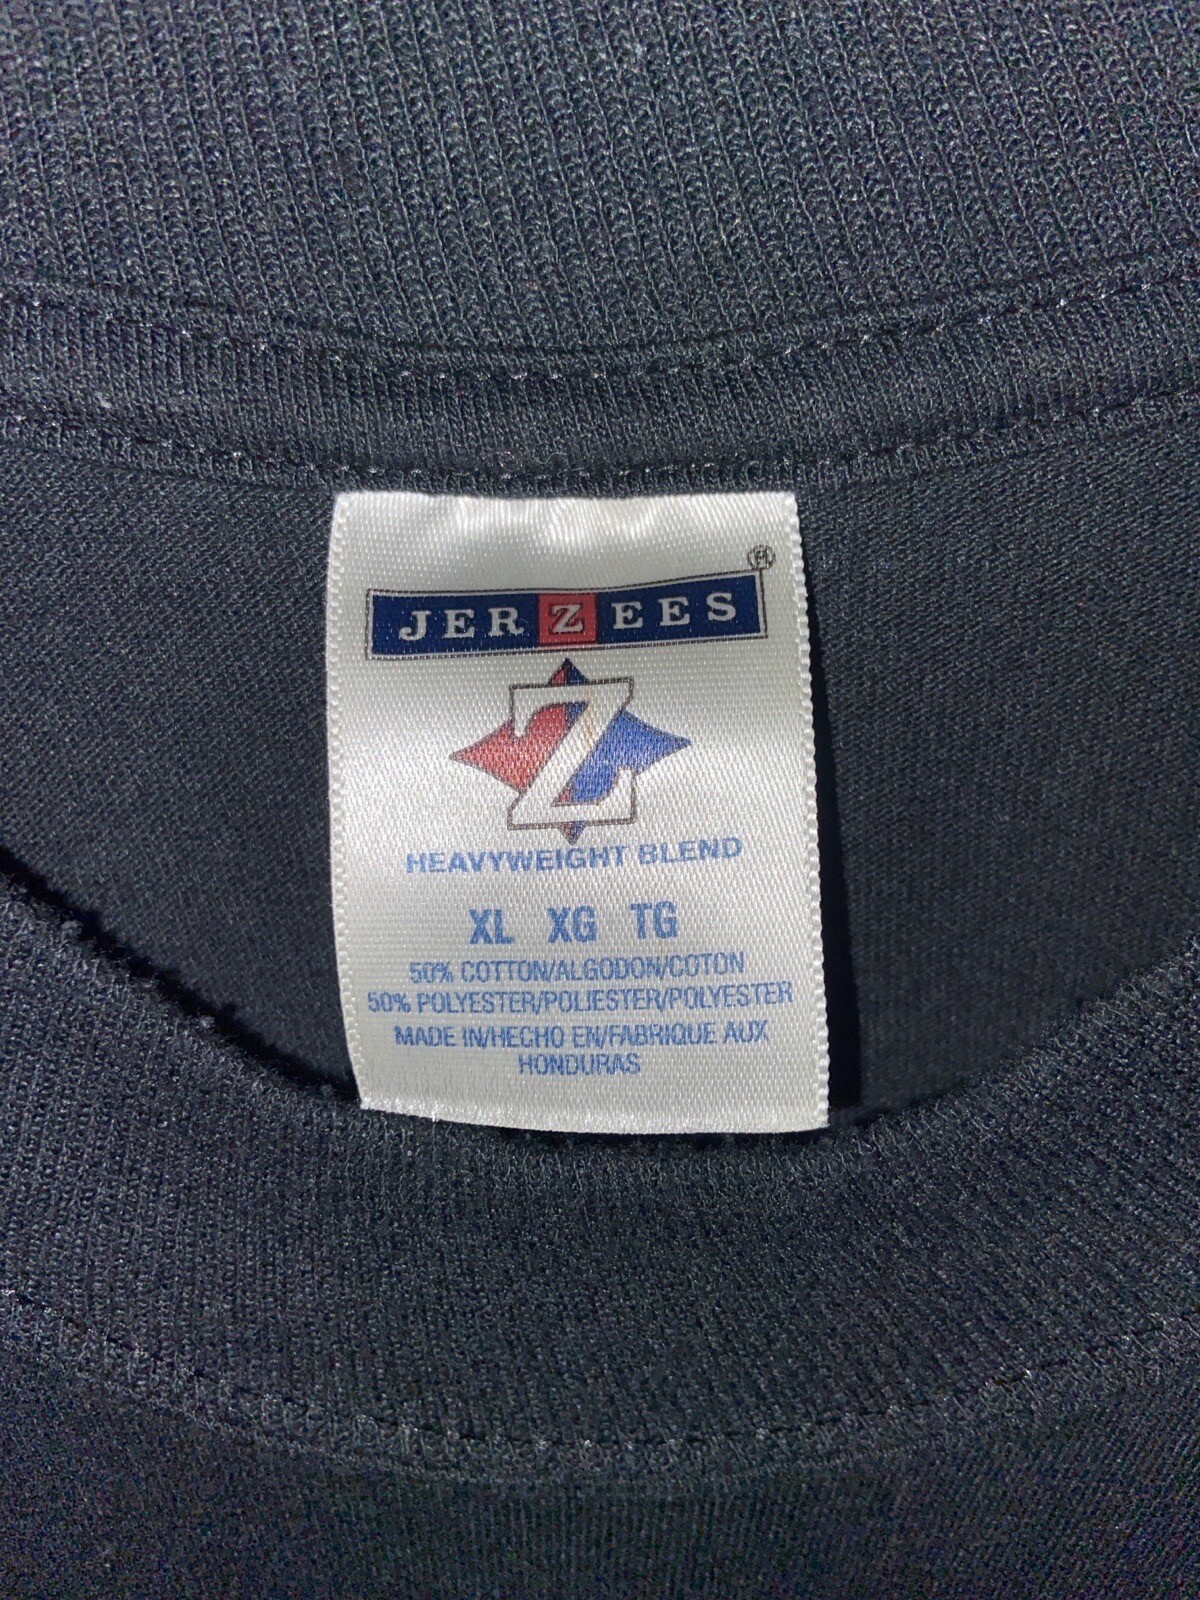 JERZEES®
Z
HEAVYWEIGHT BLEND
XL XG TG
50% COTTON/ALGODON/COTON
50% POLYESTER/POLIESTER/POLYESTER
MADE IN/HECHO EN/FABRIQUE AUX
HONDURAS